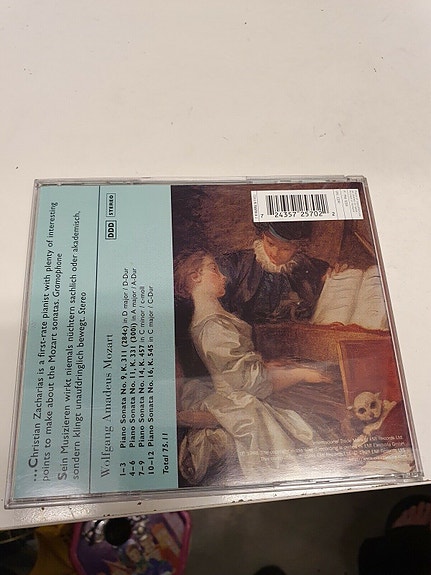 ...Christian Zacharias is a first-rate pianist with plenty of interesting
points to make about the Mozart sonatas. Gramophone
Sein Musizieren wirkt niemals nüchtern sachlich oder akademisch,
sondern klingt unaufdringlich bewegt. Stereo
DDD STEREO
Wolfgang Amadeus Mozart
1–3 Piano Sonata No. 9, K. 311 (284c) in D major / D-Dur
4–6 Piano Sonata No. 11, K. 331 (300i) in A major / A-Dur
7–9 Piano Sonata No. 14, K. 457 in C minor / c-moll
10–12 Piano Sonata No. 16, K. 545 in C major / C-Dur
Total 75.11
7 24357 25702 2